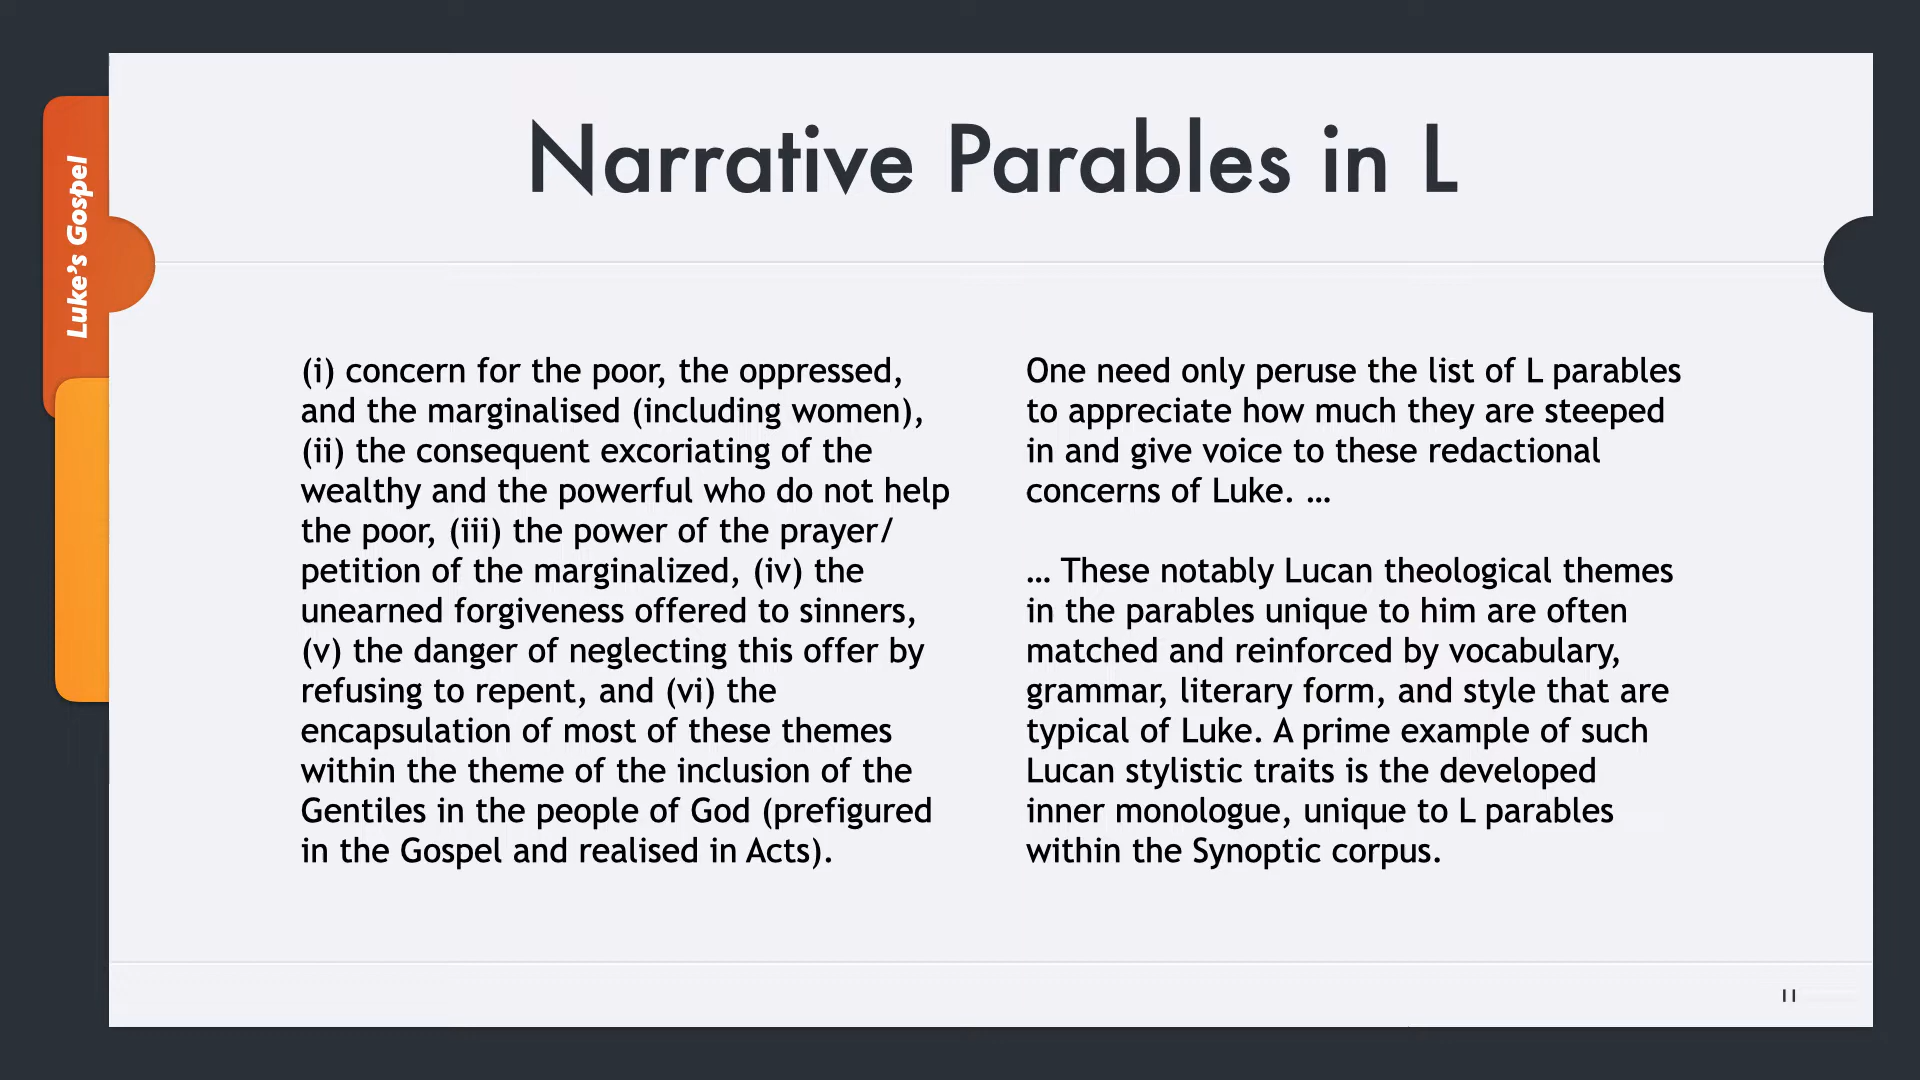 Narrative Parables in L
Luke's Gospel
(i) concern for the poor, the oppressed,
and the marginalised (including women),
(ii) the consequent excoriating of the
wealthy and the powerful who do not help
the poor, (iii) the power of the prayer/
petition of the marginalized, (iv) the
unearned forgiveness offered to sinners,
(v) the danger of neglecting this offer by
refusing to repent, and (vi) the
encapsulation of most of these themes
within the theme of the inclusion of the
Gentiles in the people of God (prefigured
in the Gospel and realised in Acts).
One need only peruse the list of L parables
to appreciate how much they are steeped
in and give voice to these redactional
concerns of Luke. ...
... These notably Lucan theological themes
in the parables unique to him are often
matched and reinforced by vocabulary,
grammar, literary form, and style that are
typical of Luke. A prime example of such
Lucan stylistic traits is the developed
inner monologue, unique to L parables
within the Synoptic corpus.
11